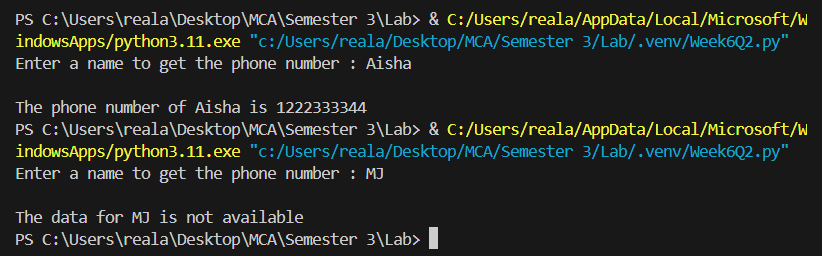 PS C:\Users\reala\Desktop\MCA\Semester 3\Lab> & C:/Users/reala/AppData/Local/Microsoft/W
indowsApps/python3.11.exe "c:/Users/reala/Desktop/MCA/Semester 3/Lab/.venv/Week6Q2.py"
Enter a name to get the phone number : Aisha
The phone number of Aisha is 1222333344
PS C:\Users\reala\Desktop\MCA\Semester 3\Lab> & C:/Users/reala/AppData/Local/Microsoft/W
indowsApps/python3.11.exe "c:/Users/reala/Desktop/MCA/Semester 3/Lab/.venv/Week6Q2.py"
Enter a name to get the phone number : MJ
The data for MJ is not available
PS C:\Users\reala\Desktop\MCA\Semester 3\Lab>